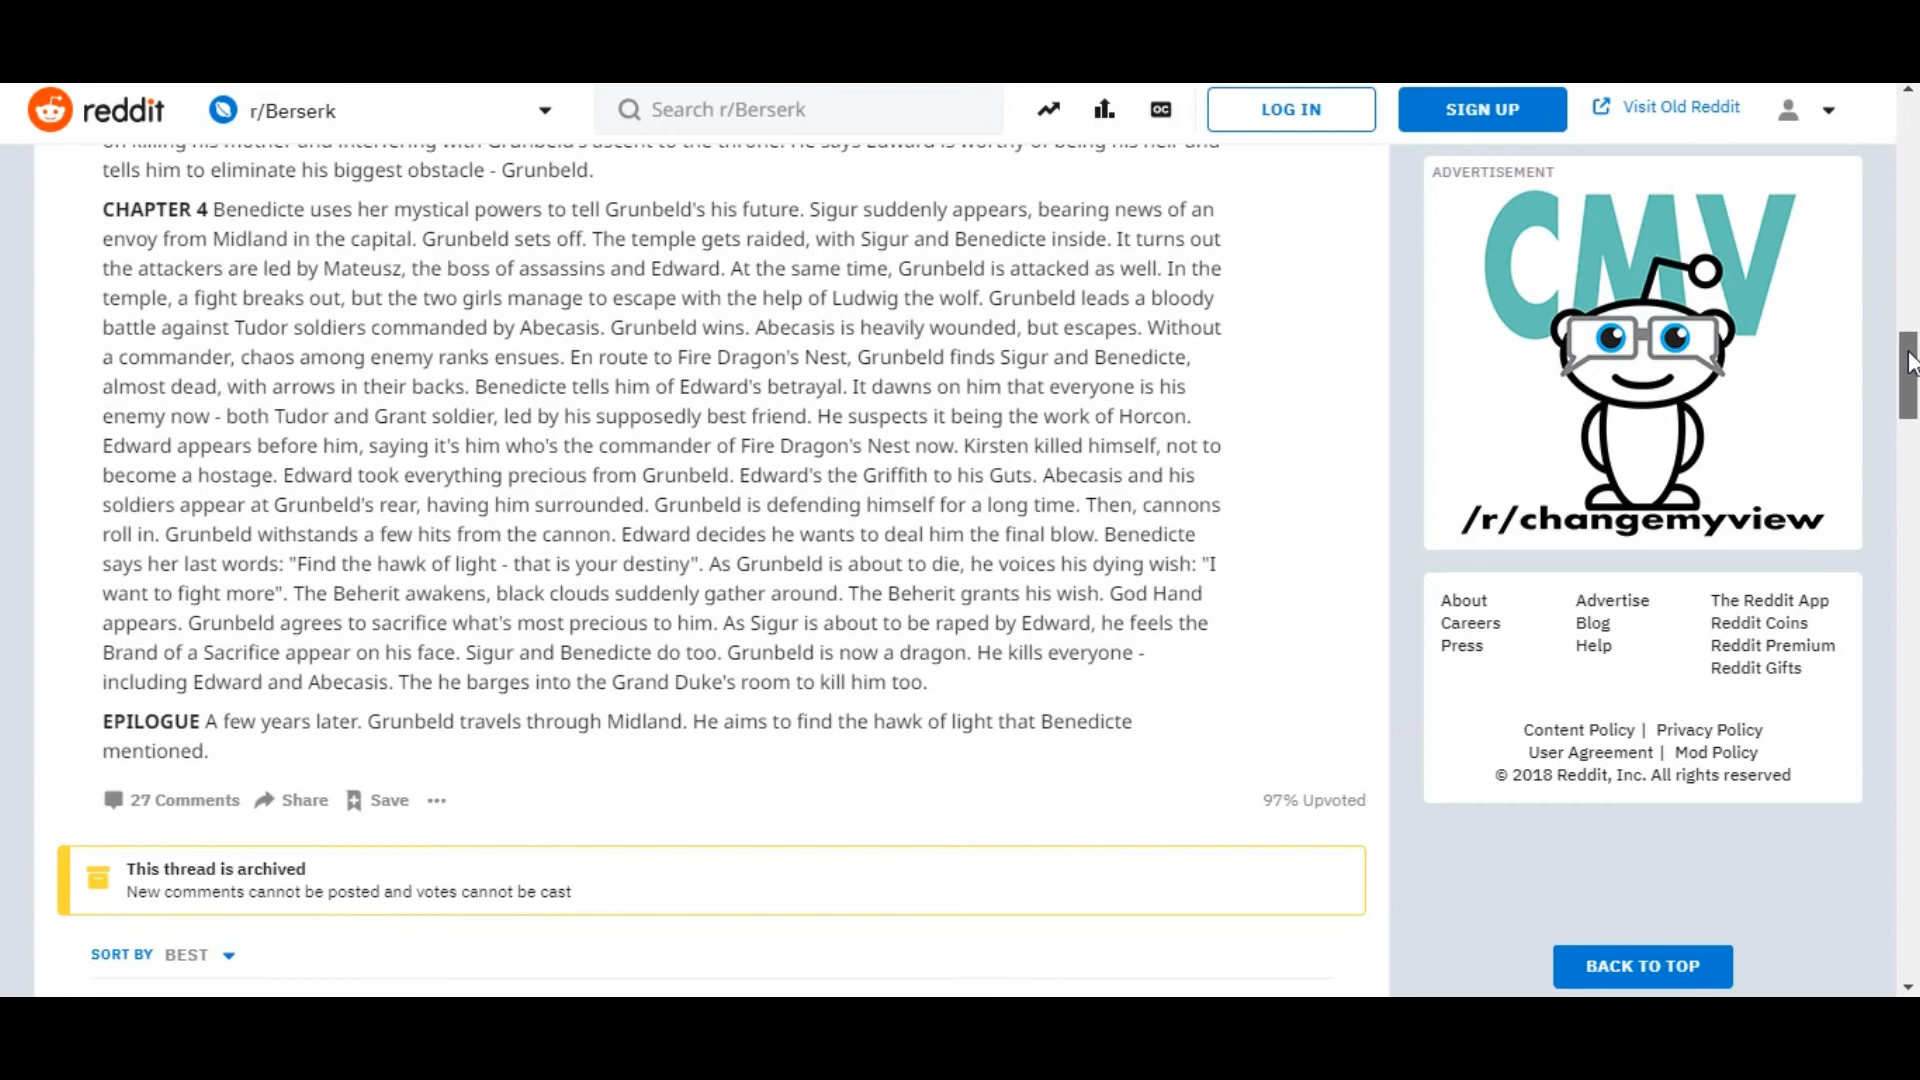 reddit
r/Berserk
Search r/Berserk
OC
LOG IN
SIGN UP
Visit Old Reddit
tells him to eliminate his biggest obstacle - Grunbeld.
CHAPTER 4 Benedicte uses her mystical powers to tell Grunbeld's his future. Sigur suddenly appears, bearing news of an
envoy from Midland in the capital. Grunbeld sets off. The temple gets raided, with Sigur and Benedicte inside. It turns out
the attackers are led by Mateusz, the boss of assassins and Edward. At the same time, Grunbeld is attacked as well. In the
temple, a fight breaks out, but the two girls manage to escape with the help of Ludwig the wolf. Grunbeld leads a bloody
battle against Tudor soldiers commanded by Abecasis. Grunbeld wins. Abecasis is heavily wounded, but escapes. Without
a commander, chaos among enemy ranks ensues. En route to Fire Dragon's Nest, Grunbeld finds Sigur and Benedicte,
almost dead, with arrows in their backs. Benedicte tells him of Edward's betrayal. It dawns on him that everyone is his
enemy now - both Tudor and Grant soldier, led by his supposedly best friend. He suspects it being the work of Horcon.
Edward appears before him, saying it's him who's the commander of Fire Dragon's Nest now. Kirsten killed himself, not to
become a hostage. Edward took everything precious from Grunbeld. Edward's the Griffith to his Guts. Abecasis and his
soldiers appear at Grunbeld's rear, having him surrounded. Grunbeld is defending himself for a long time. Then, cannons
roll in. Grunbeld withstands a few hits from the cannon. Edward decides he wants to deal him the final blow. Benedicte
says her last words: "Find the hawk of light - that is your destiny". As Grunbeld is about to die, he voices his dying wish: "I
want to fight more". The Beherit awakens, black clouds suddenly gather around. The Beherit grants his wish. God Hand
appears. Grunbeld agrees to sacrifice what's most precious to him. As Sigur is about to be raped by Edward, he feels the
Brand of a Sacrifice appear on his face. Sigur and Benedicte do too. Grunbeld is now a dragon. He kills everyone -
including Edward and Abecasis. The he barges into the Grand Duke's room to kill him too.
EPILOGUE A few years later. Grunbeld travels through Midland. He aims to find the hawk of light that Benedicte
mentioned.
27 Comments
Share
Save
97% Upvoted
This thread is archived
New comments cannot be posted and votes cannot be cast
SORT BY BEST
ADVERTISEMENT
CMV
/r/changemyview
About
Careers
Press
Advertise
Blog
Help
The Reddit App
Reddit Coins
Reddit Premium
Reddit Gifts
Content Policy | Privacy Policy
User Agreement | Mod Policy
© 2018 Reddit, Inc. All rights reserved
BACK TO TOP